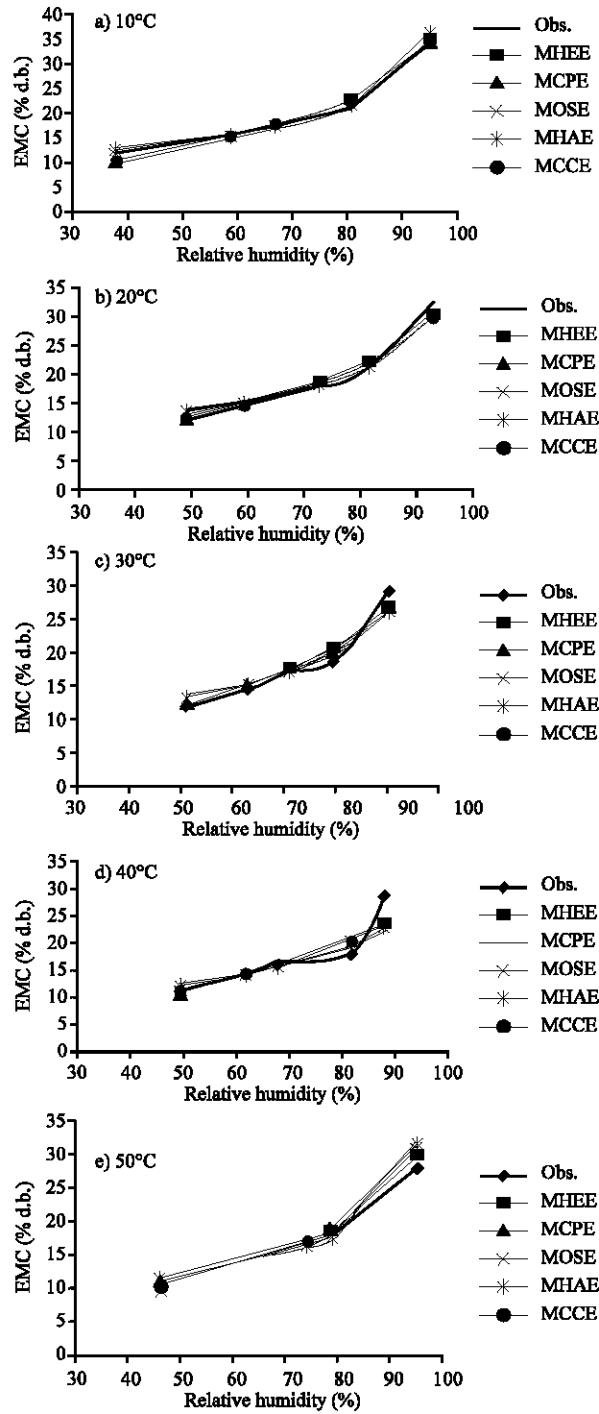 a) 10°C
EMC (% d.b.)
40
35
30
25
20
15
10
5
0
30 40 50 60 70 80 90 100
Relative humidity (%)
Obs.
MHEE
MCPE
MOSE
MHAE
MCCE
b) 20°C
EMC (% d.b.)
35
30
25
20
15
10
5
0
30 40 50 60 70 80 90 100
Relative humidity (%)
Obs.
MHEE
MCPE
MOSE
MHAE
MCCE
c) 30°C
EMC (% d.b.)
35
30
25
20
15
10
5
0
30 40 50 60 70 80 90 100
Relative humidity (%)
Obs.
MHEE
MCPE
MOSE
MHAE
MCCE
d) 40°C
EMC (% d.b.)
35
30
25
20
15
10
5
0
30 40 50 60 70 80 90 100
Relative humidity (%)
Obs.
MHEE
MCPE
MOSE
MHAE
MCCE
e) 50°C
EMC (% d.b.)
35
30
25
20
15
10
5
0
30 40 50 60 70 80 90 100
Relative humidity (%)
Obs.
MHEE
MCPE
MOSE
MHAE
MCCE